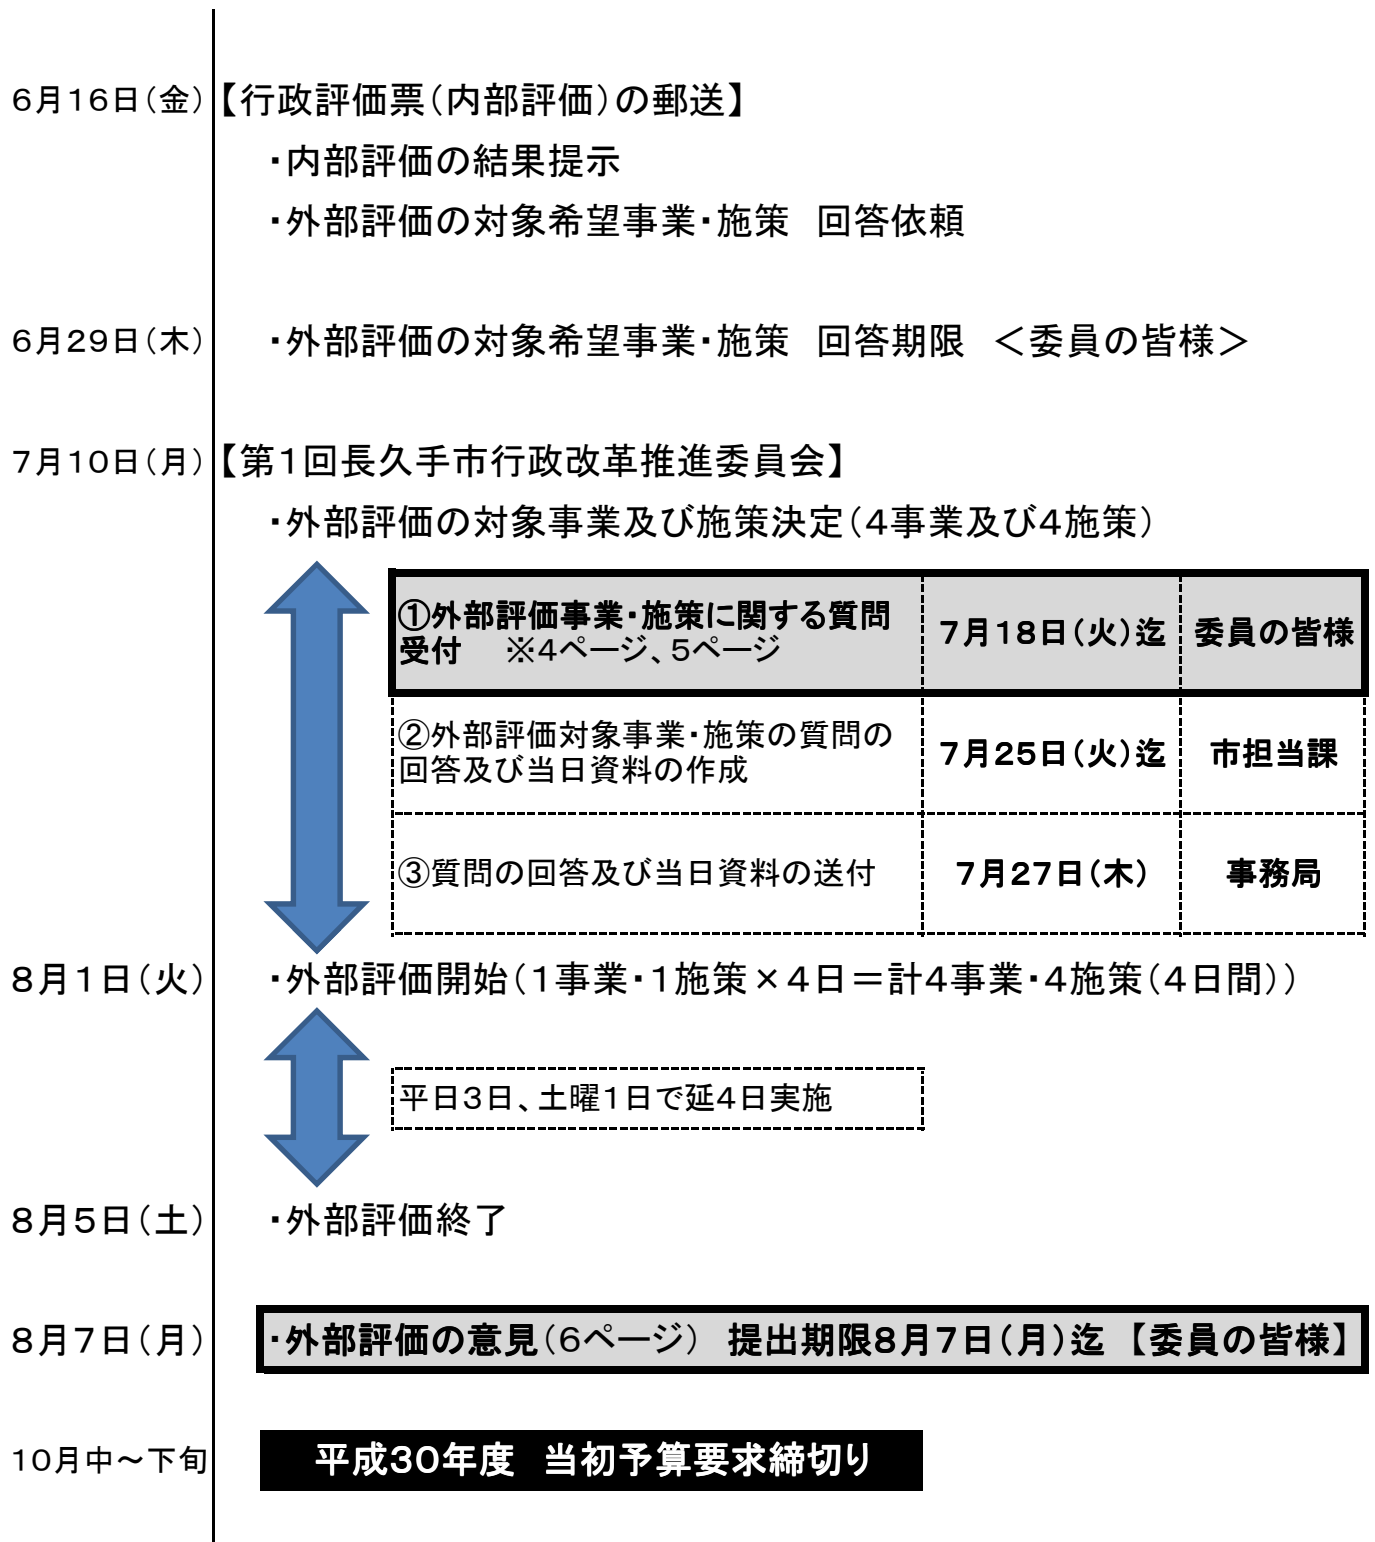 6月16日(金)【行政評価票(内部評価)の郵送】
・内部評価の結果提示
・外部評価の対象希望事業・施策　回答依頼
6月29日(木)　・外部評価の対象希望事業・施策　回答期限　＜委員の皆様＞
7月10日(月)【第1回長久手市行政改革推進委員会】
・外部評価の対象事業及び施策決定(4事業及び4施策)
①外部評価事業・施策に関する質問
受付　※4ページ、5ページ
7月18日(火)迄
委員の皆様
②外部評価対象事業・施策の質問の
回答及び当日資料の作成
7月25日(火)迄
市担当課
③質問の回答及び当日資料の送付
7月27日(木)
事務局
8月1日(火)　・外部評価開始(1事業・1施策×4日＝計4事業・4施策(4日間))
平日3日、土曜1日で延4日実施
8月5日(土)　・外部評価終了
8月7日(月)　・外部評価の意見(6ページ)　提出期限8月7日(月)迄　【委員の皆様】
10月中～下旬　平成30年度　当初予算要求締切り